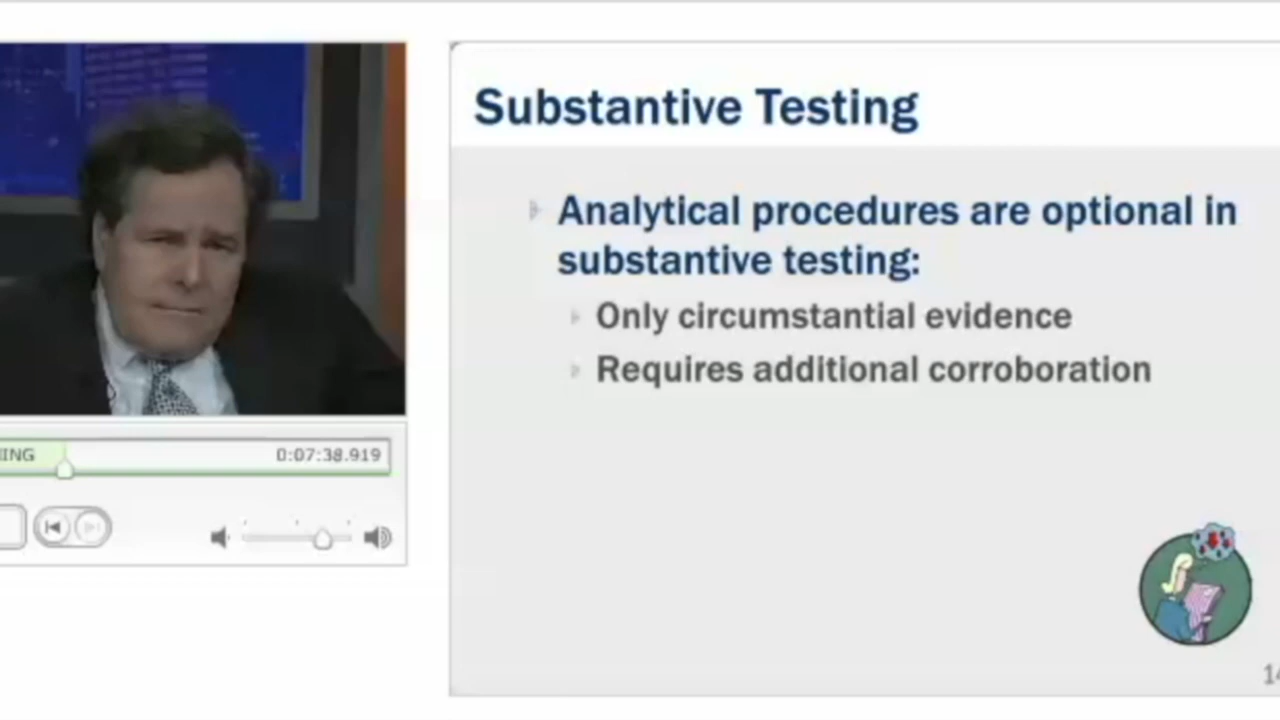 Substantive Testing
Analytical procedures are optional in
substantive testing:
Only circumstantial evidence
Requires additional corroboration
0:07:38.919